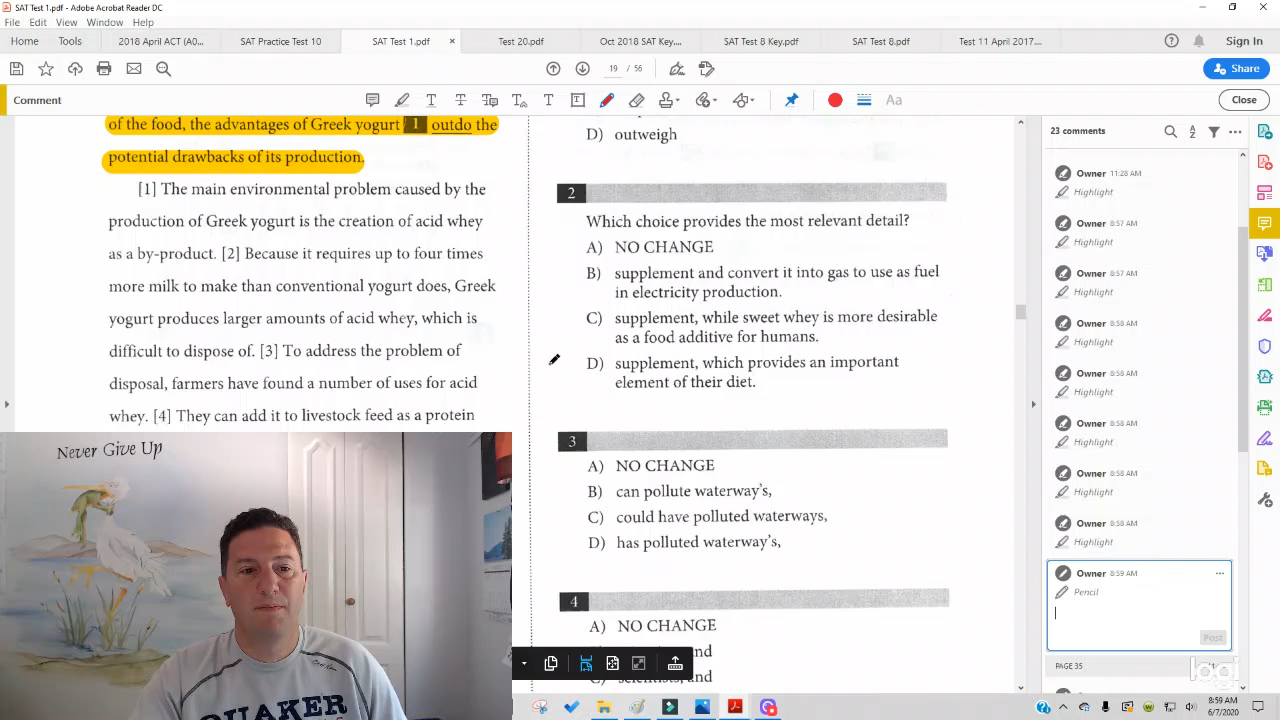 SAT Test 1.pdf - Adobe Acrobat Reader DC
File Edit View Window Help
Home Tools 2018 April ACT (A0... SAT Practice Test 10 SAT Test 1.pdf × Test 20.pdf Oct 2018 SAT Key.... SAT Test 8 Key.pdf SAT Test 8.pdf Test 11 April 2017.... Sign In
19 / 56 Share
Comment Aa Close
of the food, the advantages of Greek yogurt 1 outdo the
potential drawbacks of its production.
[1] The main environmental problem caused by the
production of Greek yogurt is the creation of acid whey
as a by-product. [2] Because it requires up to four times
more milk to make than conventional yogurt does, Greek
yogurt produces larger amounts of acid whey, which is
difficult to dispose of. [3] To address the problem of
disposal, farmers have found a number of uses for acid
whey. [4] They can add it to livestock feed as a protein
Never Give Up
QUAKER
D) outweigh
2
Which choice provides the most relevant detail?
A) NO CHANGE
B) supplement and convert it into gas to use as fuel
in electricity production.
C) supplement, while sweet whey is more desirable
as a food additive for humans.
D) supplement, which provides an important
element of their diet.
3
A) NO CHANGE
B) can pollute waterway's,
C) could have polluted waterways,
D) has polluted waterway's,
4
A) NO CHANGE
nd
scientists, and
23 comments
Owner 11:28 AM
Highlight
Owner 8:57 AM
Highlight
Owner 8:57 AM
Highlight
Owner 8:58 AM
Highlight
Owner 8:58 AM
Highlight
Owner 8:58 AM
Highlight
Owner 8:58 AM
Highlight
Owner 8:58 AM
Highlight
Owner 8:59 AM
Pencil
Post
PAGE 35
8:59 AM
6/7/2020